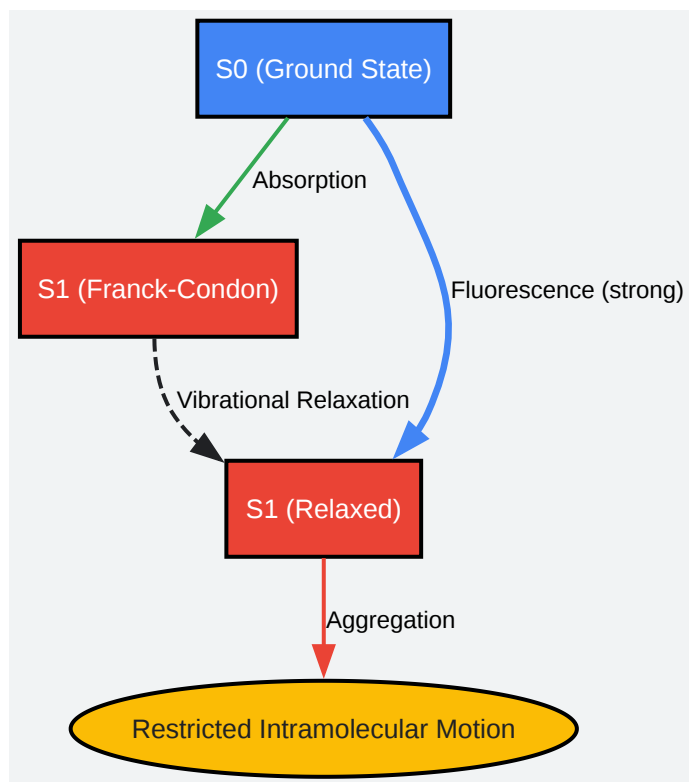 S0 (Ground State)
Absorption
S1 (Franck-Condon)
Fluorescence (strong)
Vibrational Relaxation
S1 (Relaxed)
Aggregation
Restricted Intramolecular Motion